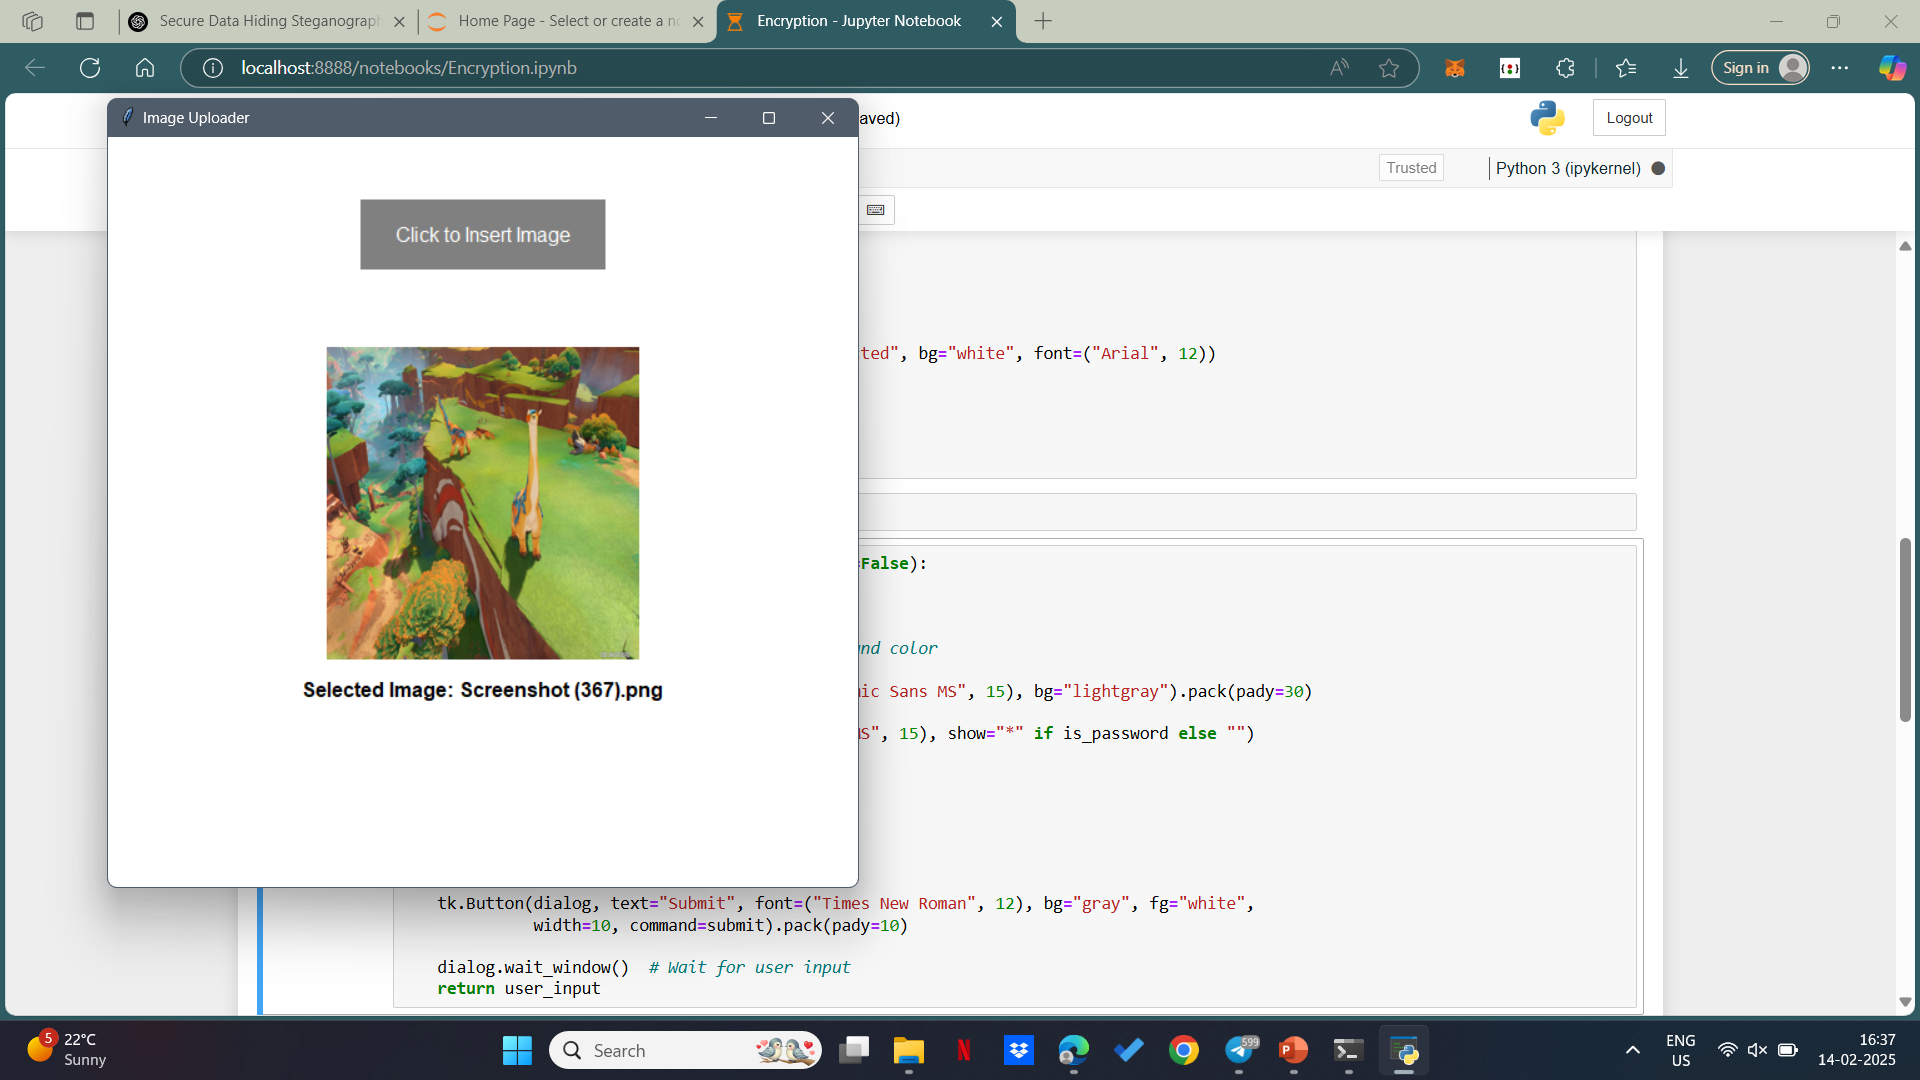 Secure Data Hiding Steganograph
Home Page - Select or create a no
Encryption - Jupyter Notebook
localhost:8888/notebooks/Encryption.ipynb
Sign in
Image Uploader
aved)
Logout
Trusted
Python 3 (ipykernel)
Click to Insert Image
ted", bg="white", font=("Arial", 12))
=False):
and color
Selected Image: Screenshot (367).png
ic Sans MS", 15), bg="lightgray").pack(pady=30)
MS", 15), show="*" if is_password else "")
tk.Button(dialog, text="Submit", font=("Times New Roman", 12), bg="gray", fg="white",
width=10, command=submit).pack(pady=10)
dialog.wait_window()  # Wait for user input
return user_input
5
22°C
Sunny
Search
599
ENG
US
16:37
14-02-2025